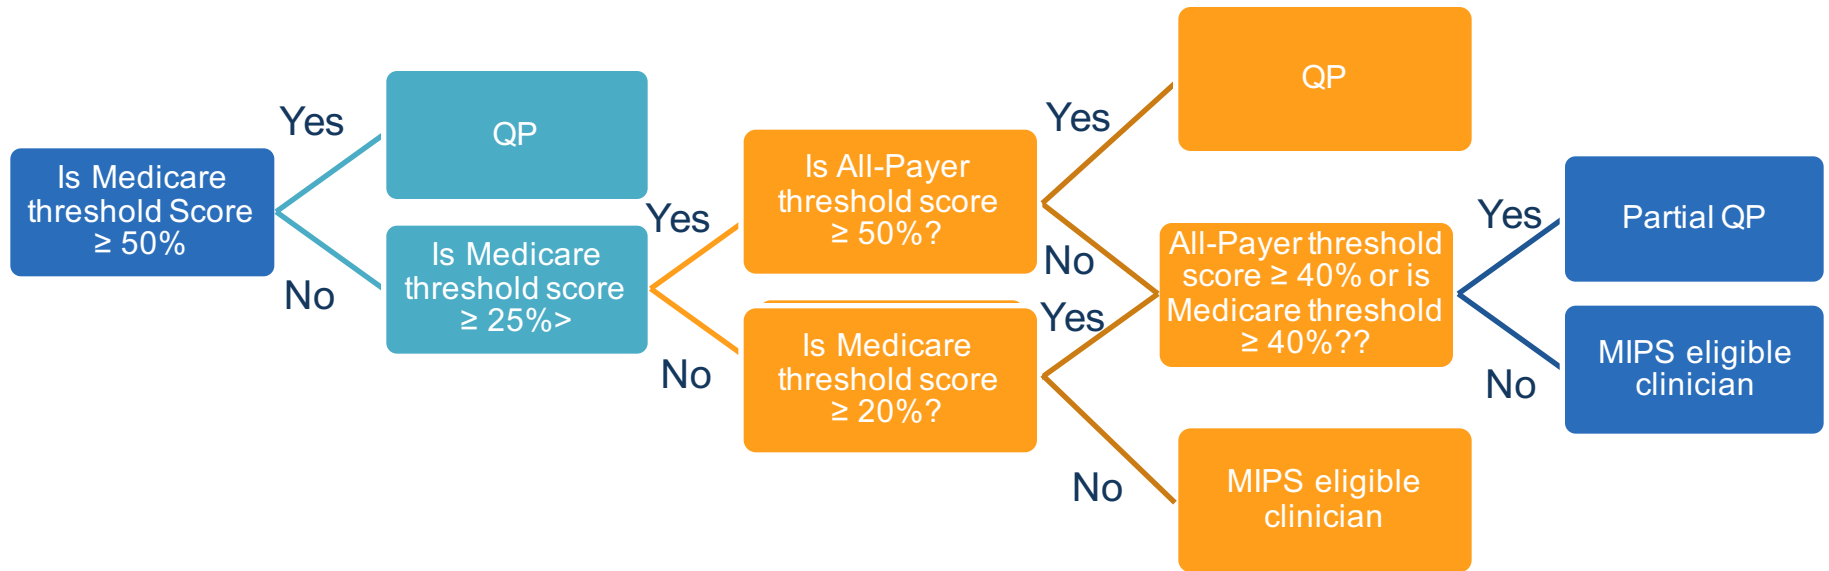 Is Medicare
threshold Score
≥ 50%
Yes
No
QP
Is Medicare
threshold score
≥ 25%>
Yes
No
Is All-Payer
threshold score
≥ 50%?
Is Medicare
threshold score
≥ 20%?
Yes
No
Yes
No
QP
All-Payer threshold
score ≥ 40% or is
Medicare threshold
≥ 40%??
MIPS eligible
clinician
Yes
No
Partial QP
MIPS eligible
clinician